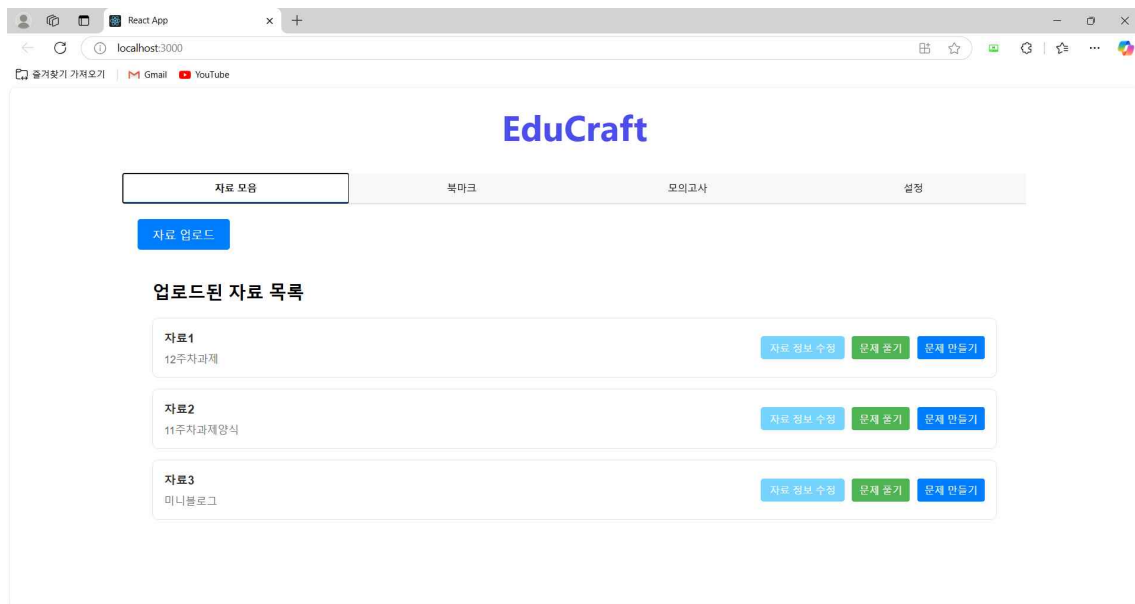 React App
localhost:3000
즐겨찾기 가져오기 Gmail YouTube
EduCraft
자료 모음 북마크 모의고사 설정
자료 업로드
업로드된 자료 목록
자료1
12주차과제
자료 정보 수정 문제 풀기 문제 만들기
자료2
11주차과제양식
자료 정보 수정 문제 풀기 문제 만들기
자료3
미니블로그
자료 정보 수정 문제 풀기 문제 만들기